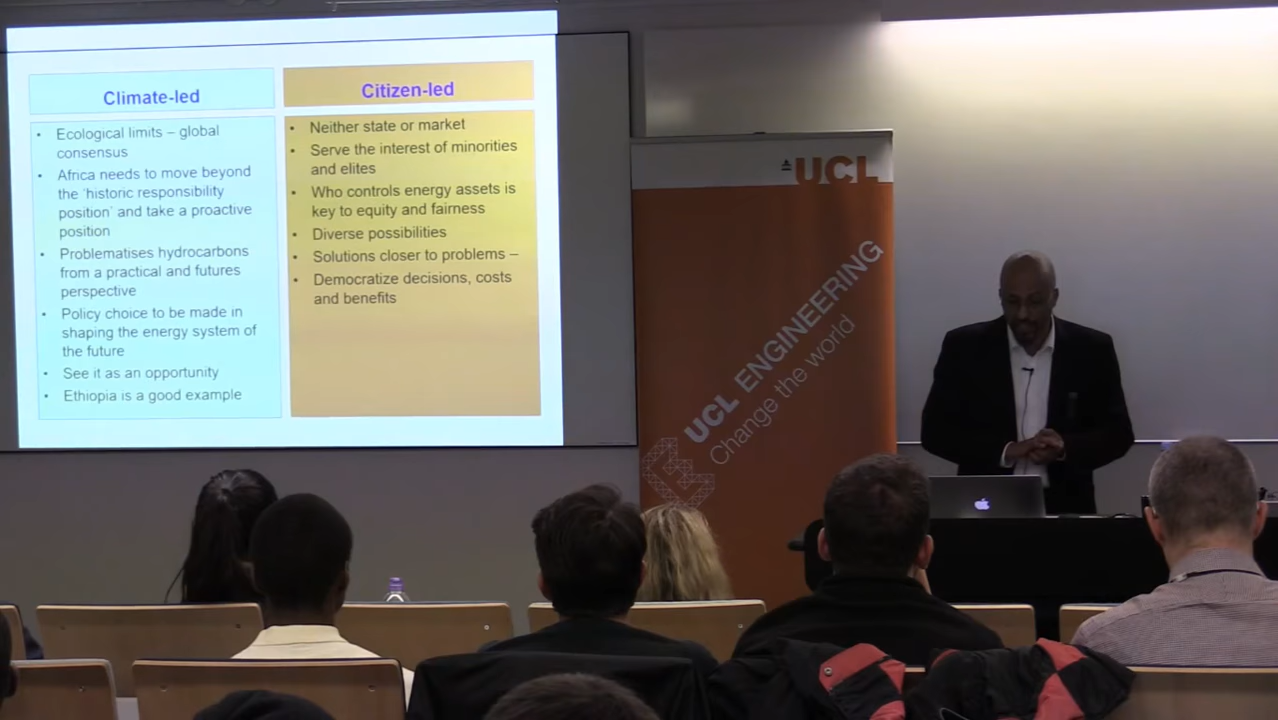 Climate-led
• Ecological limits – global
consensus
• Africa needs to move beyond
the 'historic responsibility
position' and take a proactive
position
• Problematises hydrocarbons
from a practical and futures
perspective
• Policy choice to be made in
shaping the energy system of
the future
• See it as an opportunity
• Ethiopia is a good example
Citizen-led
• Neither state or market
• Serve the interest of minorities
and elites
• Who controls energy assets is
key to equity and fairness
• Diverse possibilities
• Solutions closer to problems –
• Democratize decisions, costs
and benefits
UCL
UCL ENGINEERING
Change the world